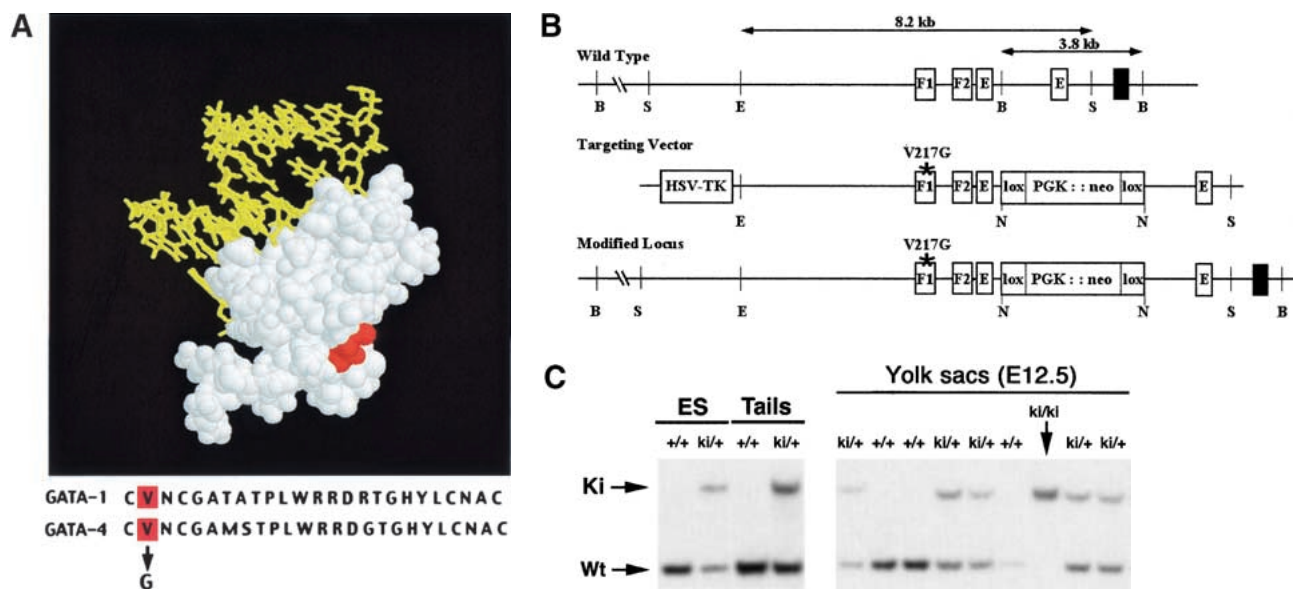 A
GATA-1 C V N C G A T A T P L W R R D R T G H Y L C N A C
GATA-4 C V N C G A M S T P L W R R D G T G H Y L C N A C
G
B
8.2 kb
3.8 kb
Wild Type
F1 F2 E E
B S E B S B
Targeting Vector
V217G
*
HSV-TK F1 F2 E lox PGK : : neo lox E
E N N S
Modified Locus
V217G
*
F1 F2 E lox PGK : : neo lox E
B S E N N S B
C
Yolk sacs (E12.5)
ES Tails
ki/ki
+/+ ki/+ +/+ ki/+ ki/+ +/+ +/+ ki/+ ki/+ +/+ ki/+ ki/+
Ki
Wt